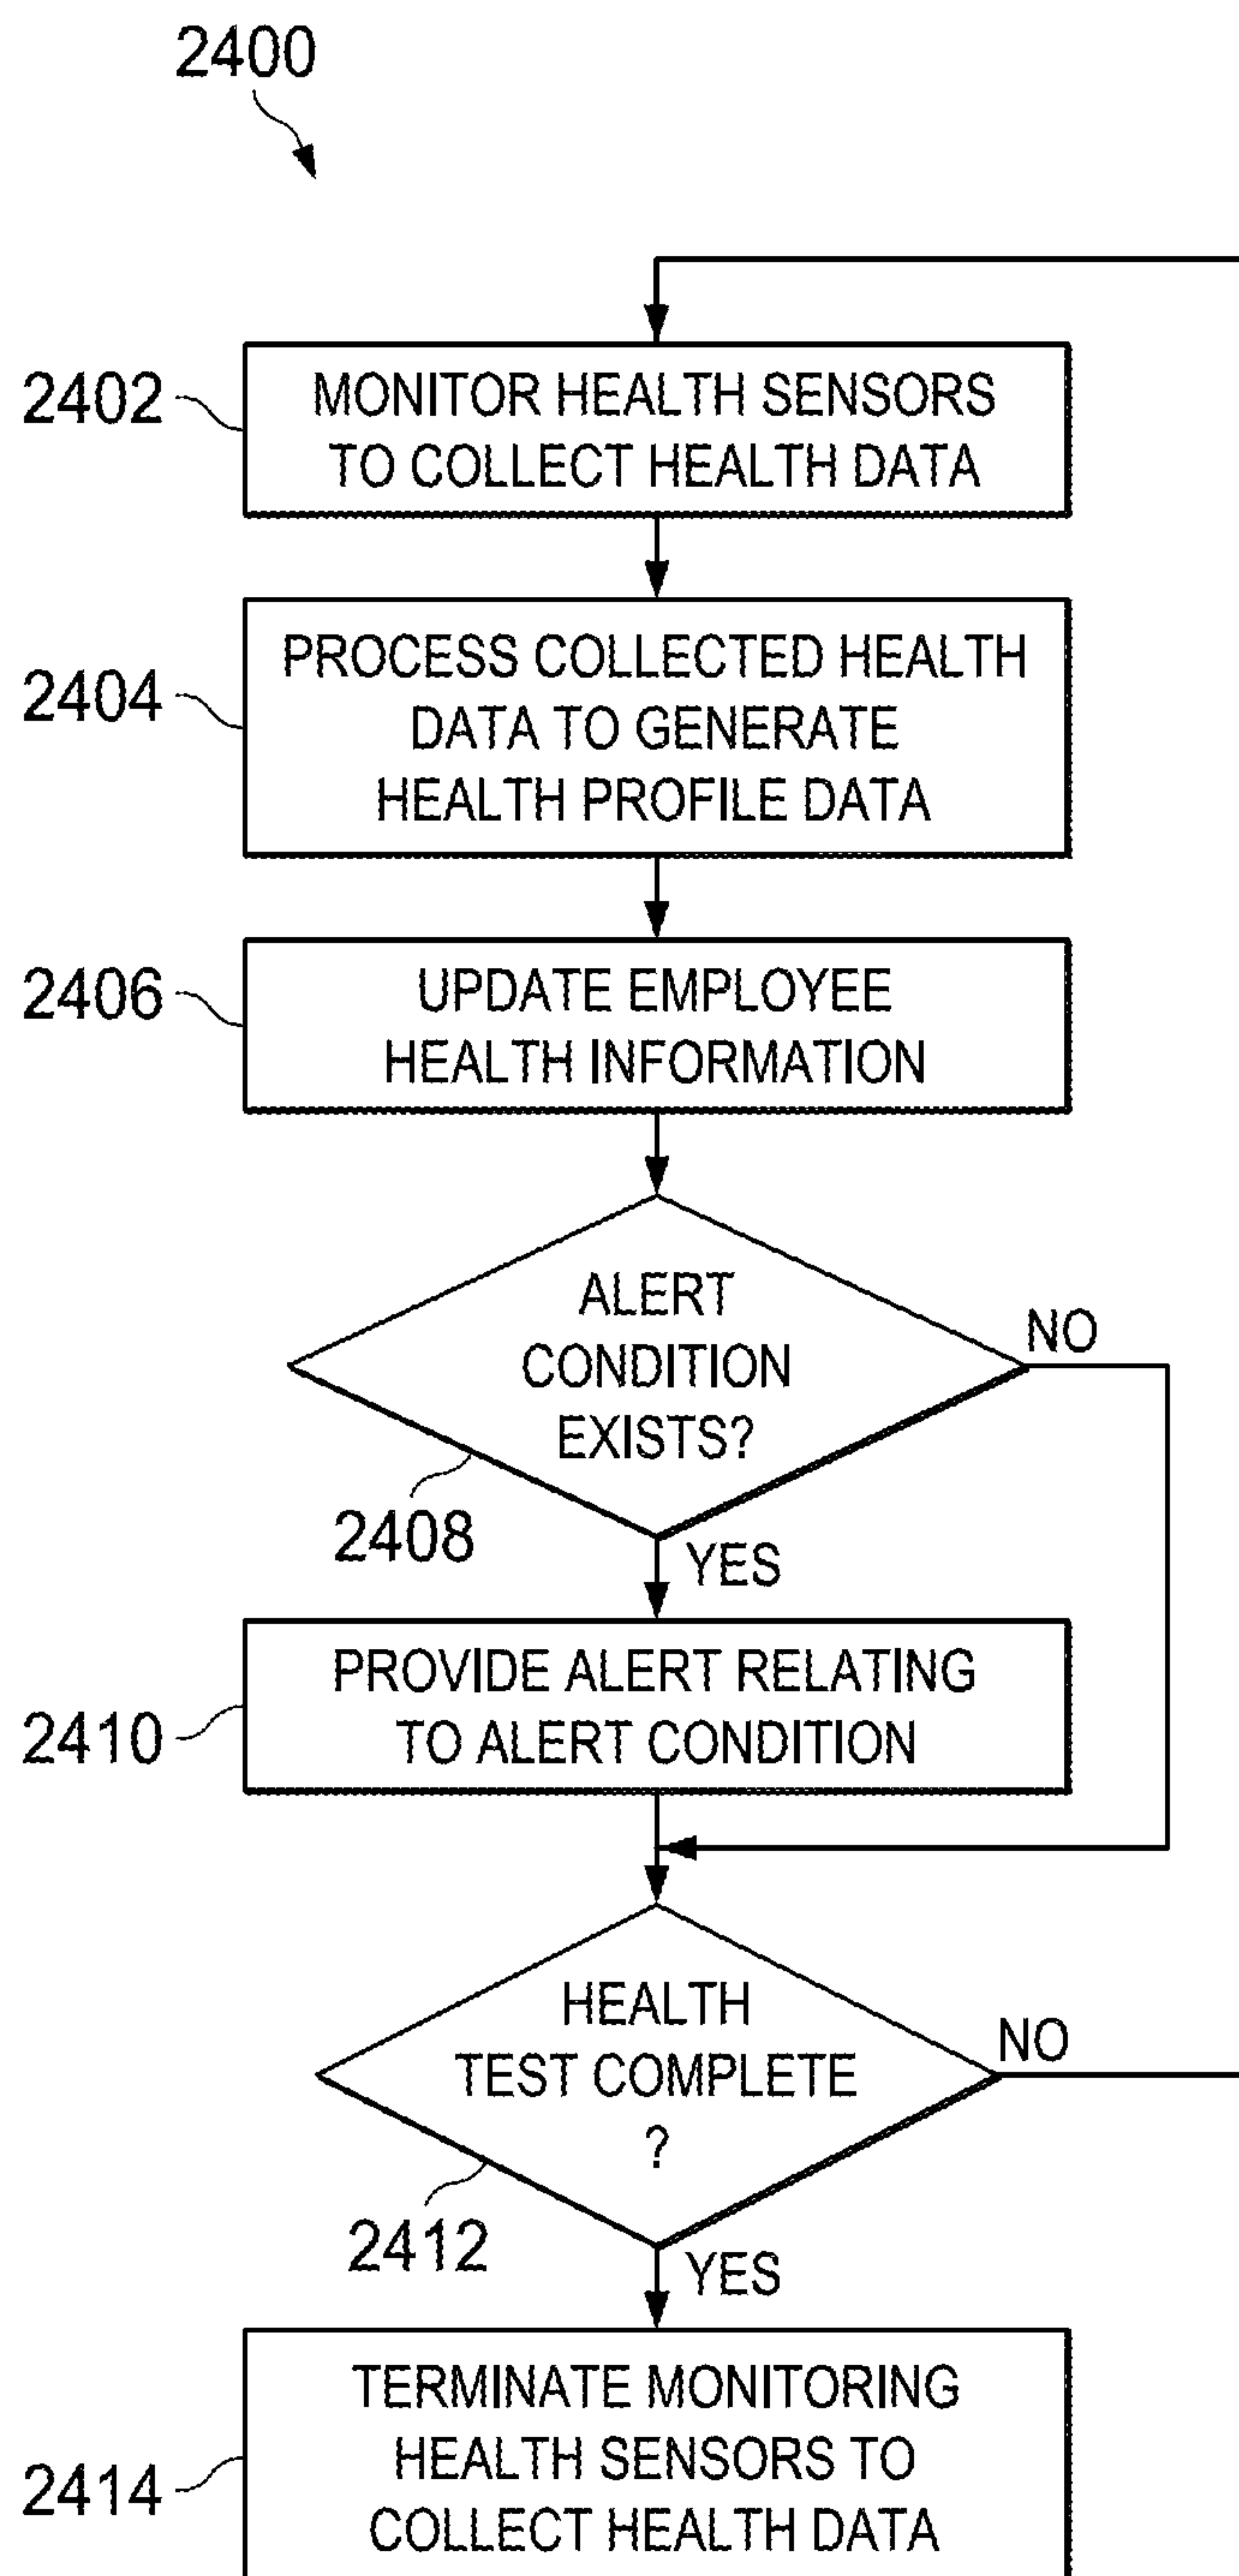 2400
2402
MONITOR HEALTH SENSORS
TO COLLECT HEALTH DATA
2404
PROCESS COLLECTED HEALTH
DATA TO GENERATE
HEALTH PROFILE DATA
2406
UPDATE EMPLOYEE
HEALTH INFORMATION
ALERT
CONDITION
EXISTS?
NO
2408
YES
2410
PROVIDE ALERT RELATING
TO ALERT CONDITION
HEALTH
TEST COMPLETE
?
NO
2412
YES
2414
TERMINATE MONITORING
HEALTH SENSORS TO
COLLECT HEALTH DATA